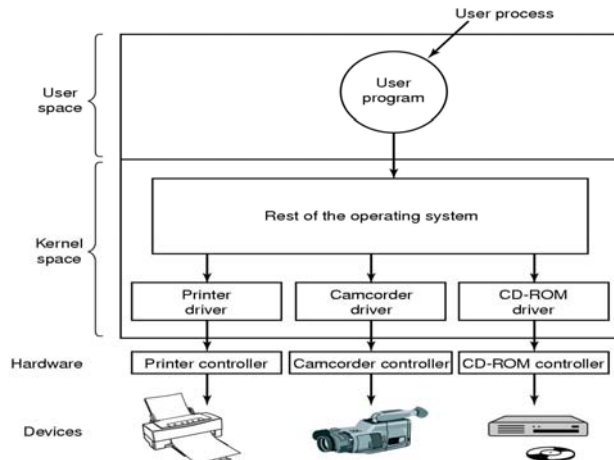 User process
User
space
User
program
Rest of the operating system
Kernel
space
Printer
driver
Camcorder
driver
CD-ROM
driver
Hardware
Printer controller
Camcorder controller
CD-ROM controller
Devices